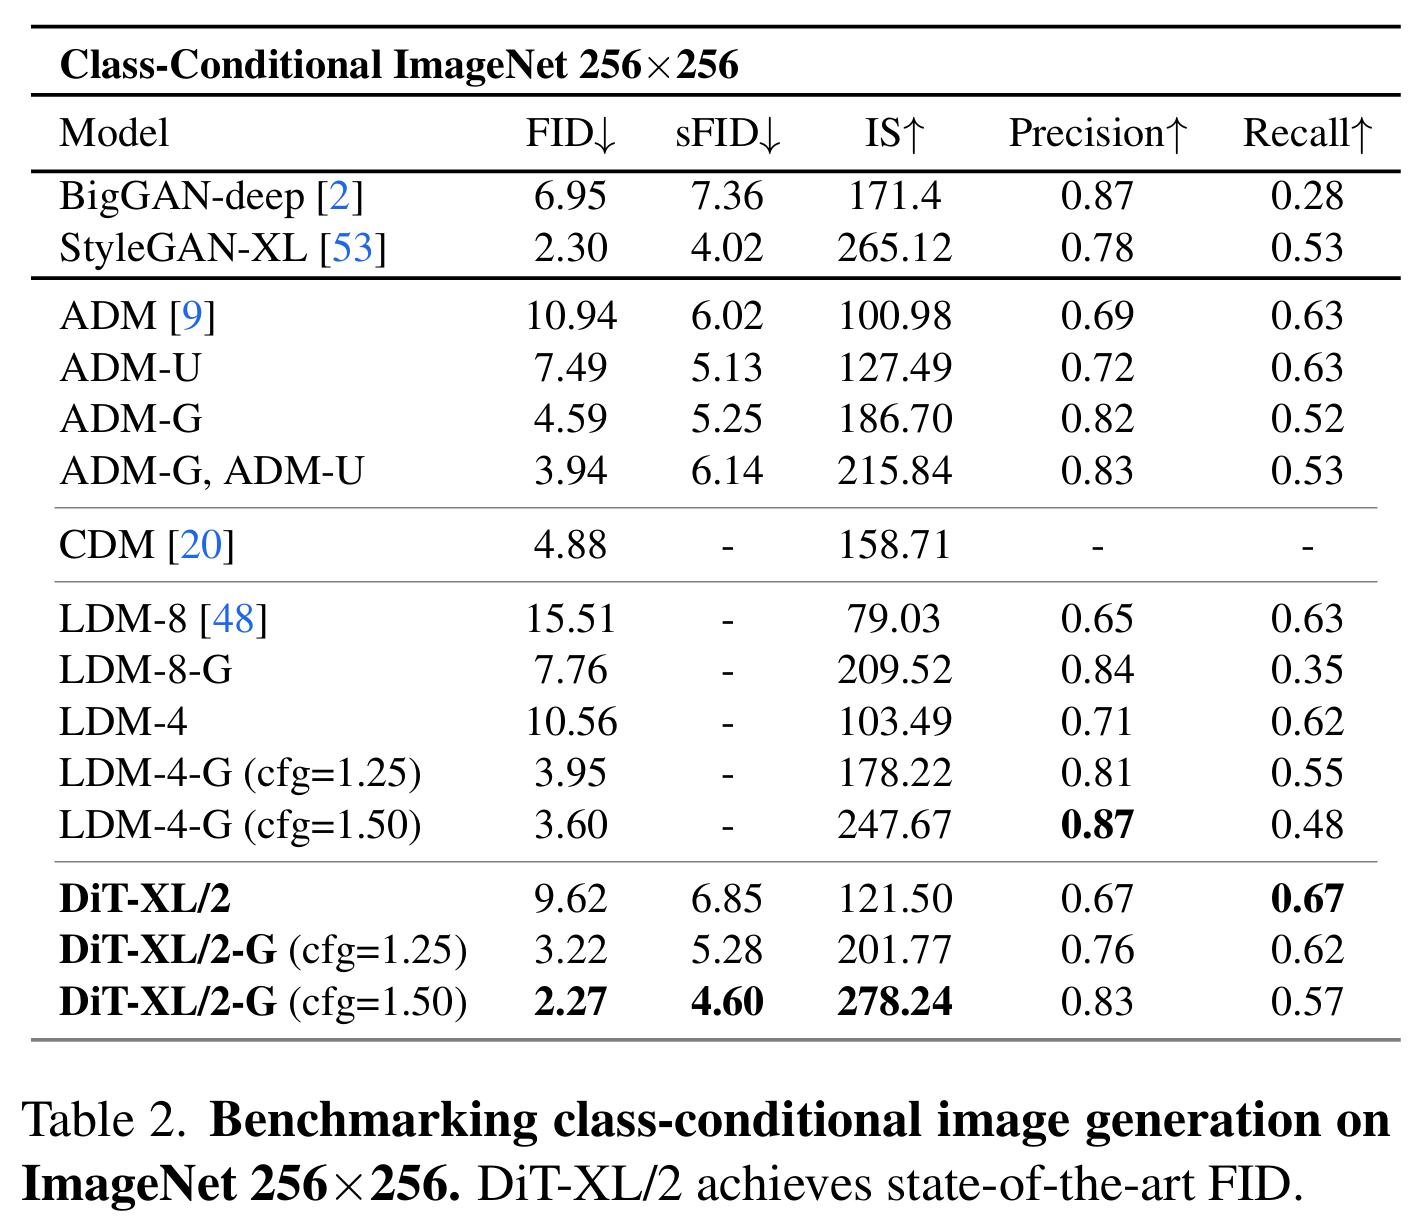 Class-Conditional ImageNet 256×256
Model FID↓ sFID↓ IS↑ Precision↑ Recall↑
BigGAN-deep [2] 6.95 7.36 171.4 0.87 0.28
StyleGAN-XL [53] 2.30 4.02 265.12 0.78 0.53
ADM [9] 10.94 6.02 100.98 0.69 0.63
ADM-U 7.49 5.13 127.49 0.72 0.63
ADM-G 4.59 5.25 186.70 0.82 0.52
ADM-G, ADM-U 3.94 6.14 215.84 0.83 0.53
CDM [20] 4.88 - 158.71 - -
LDM-8 [48] 15.51 - 79.03 0.65 0.63
LDM-8-G 7.76 - 209.52 0.84 0.35
LDM-4 10.56 - 103.49 0.71 0.62
LDM-4-G (cfg=1.25) 3.95 - 178.22 0.81 0.55
LDM-4-G (cfg=1.50) 3.60 - 247.67 0.87 0.48
DiT-XL/2 9.62 6.85 121.50 0.67 0.67
DiT-XL/2-G (cfg=1.25) 3.22 5.28 201.77 0.76 0.62
DiT-XL/2-G (cfg=1.50) 2.27 4.60 278.24 0.83 0.57
Table 2. Benchmarking class-conditional image generation on
ImageNet 256×256. DiT-XL/2 achieves state-of-the-art FID.